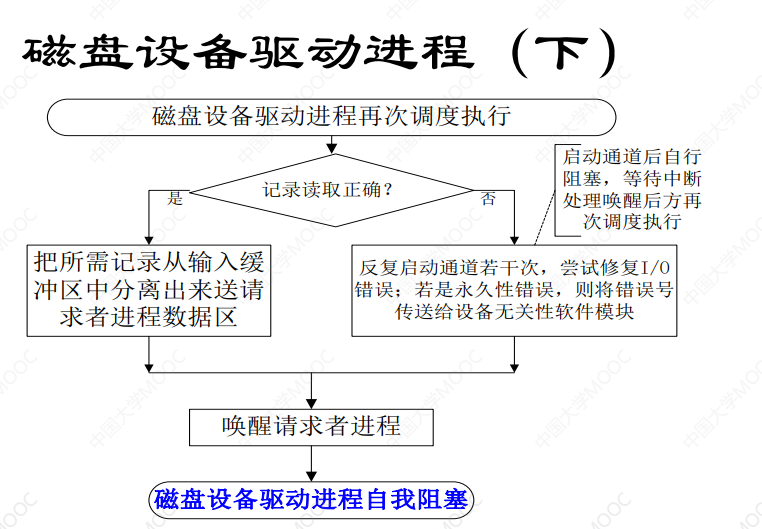 磁盘设备驱动进程（下）
磁盘设备驱动进程再次调度执行
启动通道后自行
阻塞，等待中断
处理唤醒后方再
次调度执行
记录读取正确？
是
否
把所需记录从输入缓
冲区中分离出来送请
求者进程数据区
反复启动通道若干次，尝试修复I/O
错误；若是永久性错误，则将错误号
传送给设备无关性软件模块
唤醒请求者进程
磁盘设备驱动进程自我阻塞
中国大学MOOC